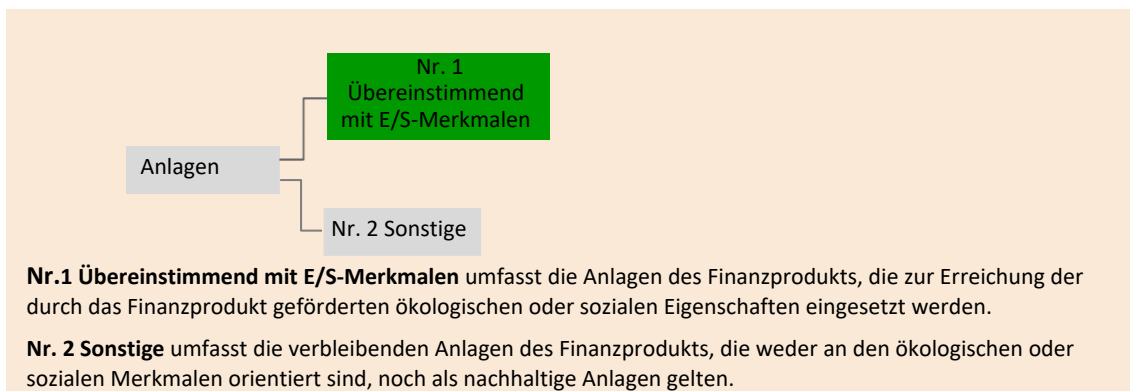 Nr. 1
Übereinstimmend
mit E/S-Merkmalen
Anlagen
Nr. 2 Sonstige
Nr.1 Übereinstimmend mit E/S-Merkmalen umfasst die Anlagen des Finanzprodukts, die zur Erreichung der
durch das Finanzprodukt geförderten ökologischen oder sozialen Eigenschaften eingesetzt werden.
Nr. 2 Sonstige umfasst die verbleibenden Anlagen des Finanzprodukts, die weder an den ökologischen oder
sozialen Merkmalen orientiert sind, noch als nachhaltige Anlagen gelten.